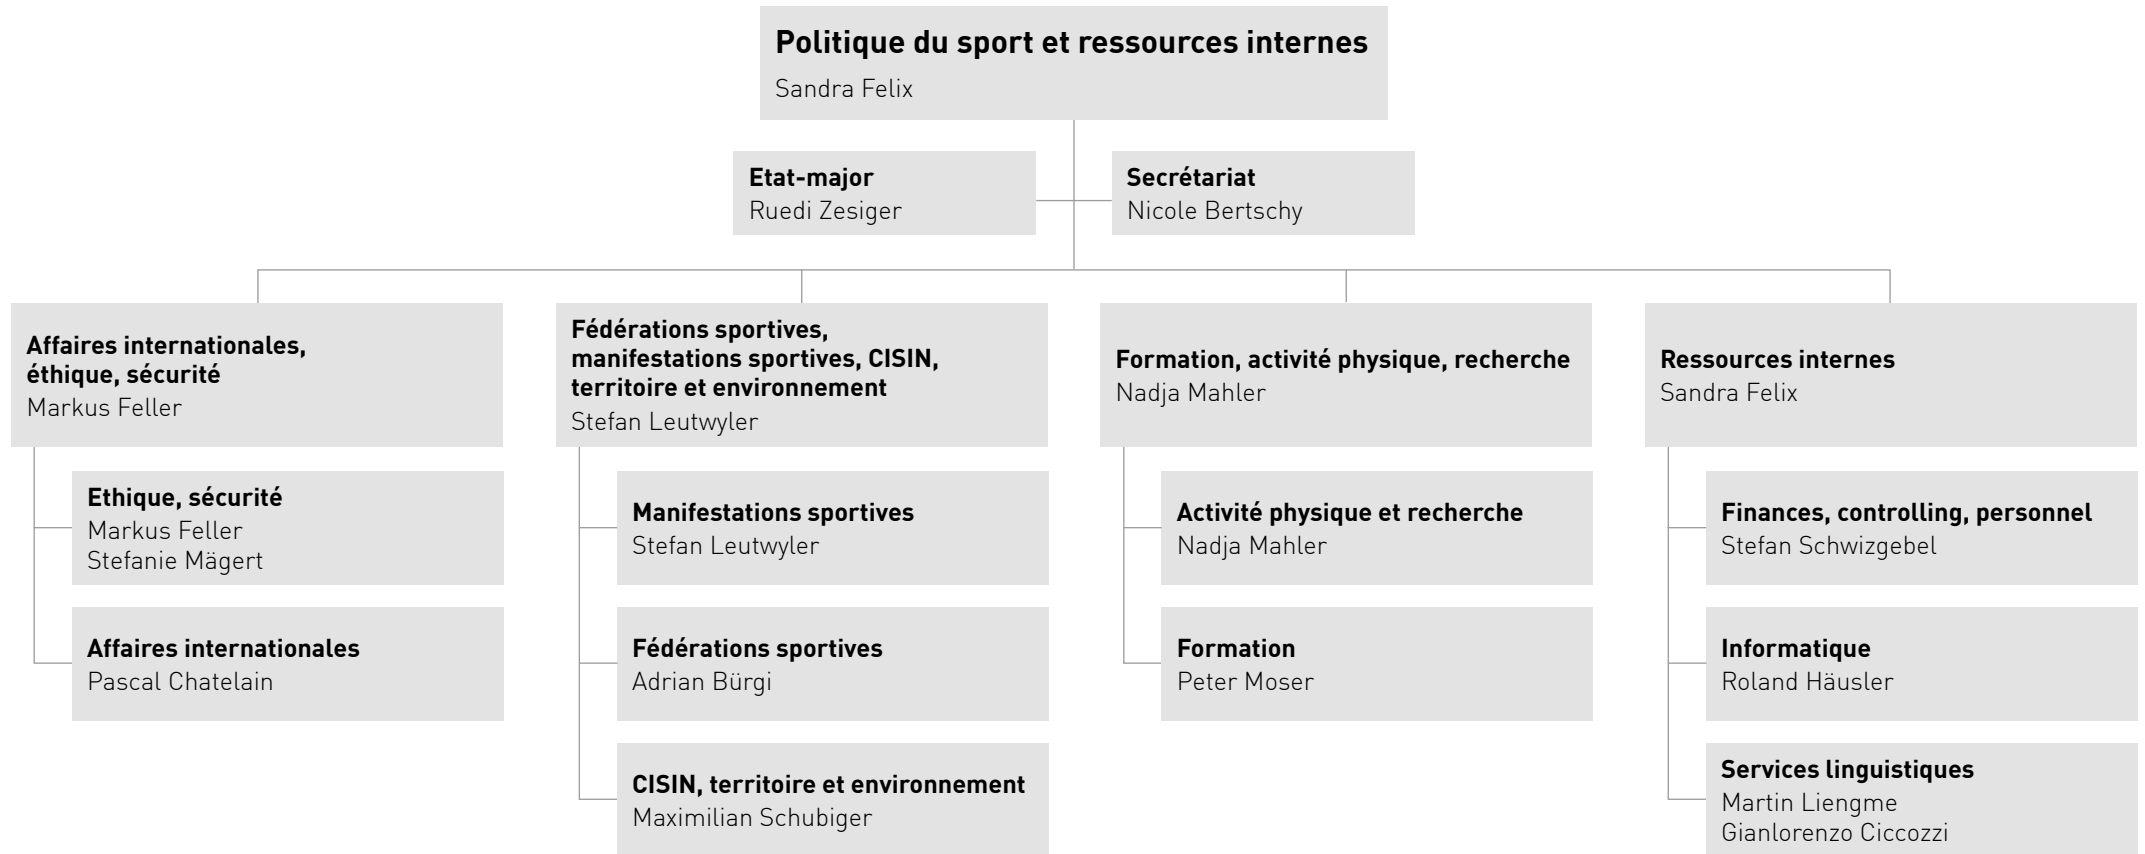 Politique du sport et ressources internes
Sandra Felix
Etat-major
Ruedi Zesiger
Secrétariat
Nicole Bertschy
Affaires internationales,
éthique, sécurité
Markus Feller
Ethique, sécurité
Markus Feller
Stefanie Mägert
Affaires internationales
Pascal Chatelain
Fédérations sportives,
manifestations sportives, CISIN,
territoire et environnement
Stefan Leutwyler
Manifestations sportives
Stefan Leutwyler
Fédérations sportives
Adrian Bürgi
CISIN, territoire et environnement
Maximilian Schubiger
Formation, activité physique, recherche
Nadja Mahler
Activité physique et recherche
Nadja Mahler
Formation
Peter Moser
Ressources internes
Sandra Felix
Finances, controlling, personnel
Stefan Schwizgebel
Informatique
Roland Häusler
Services linguistiques
Martin Liengme
Gianlorenzo Ciccozzi